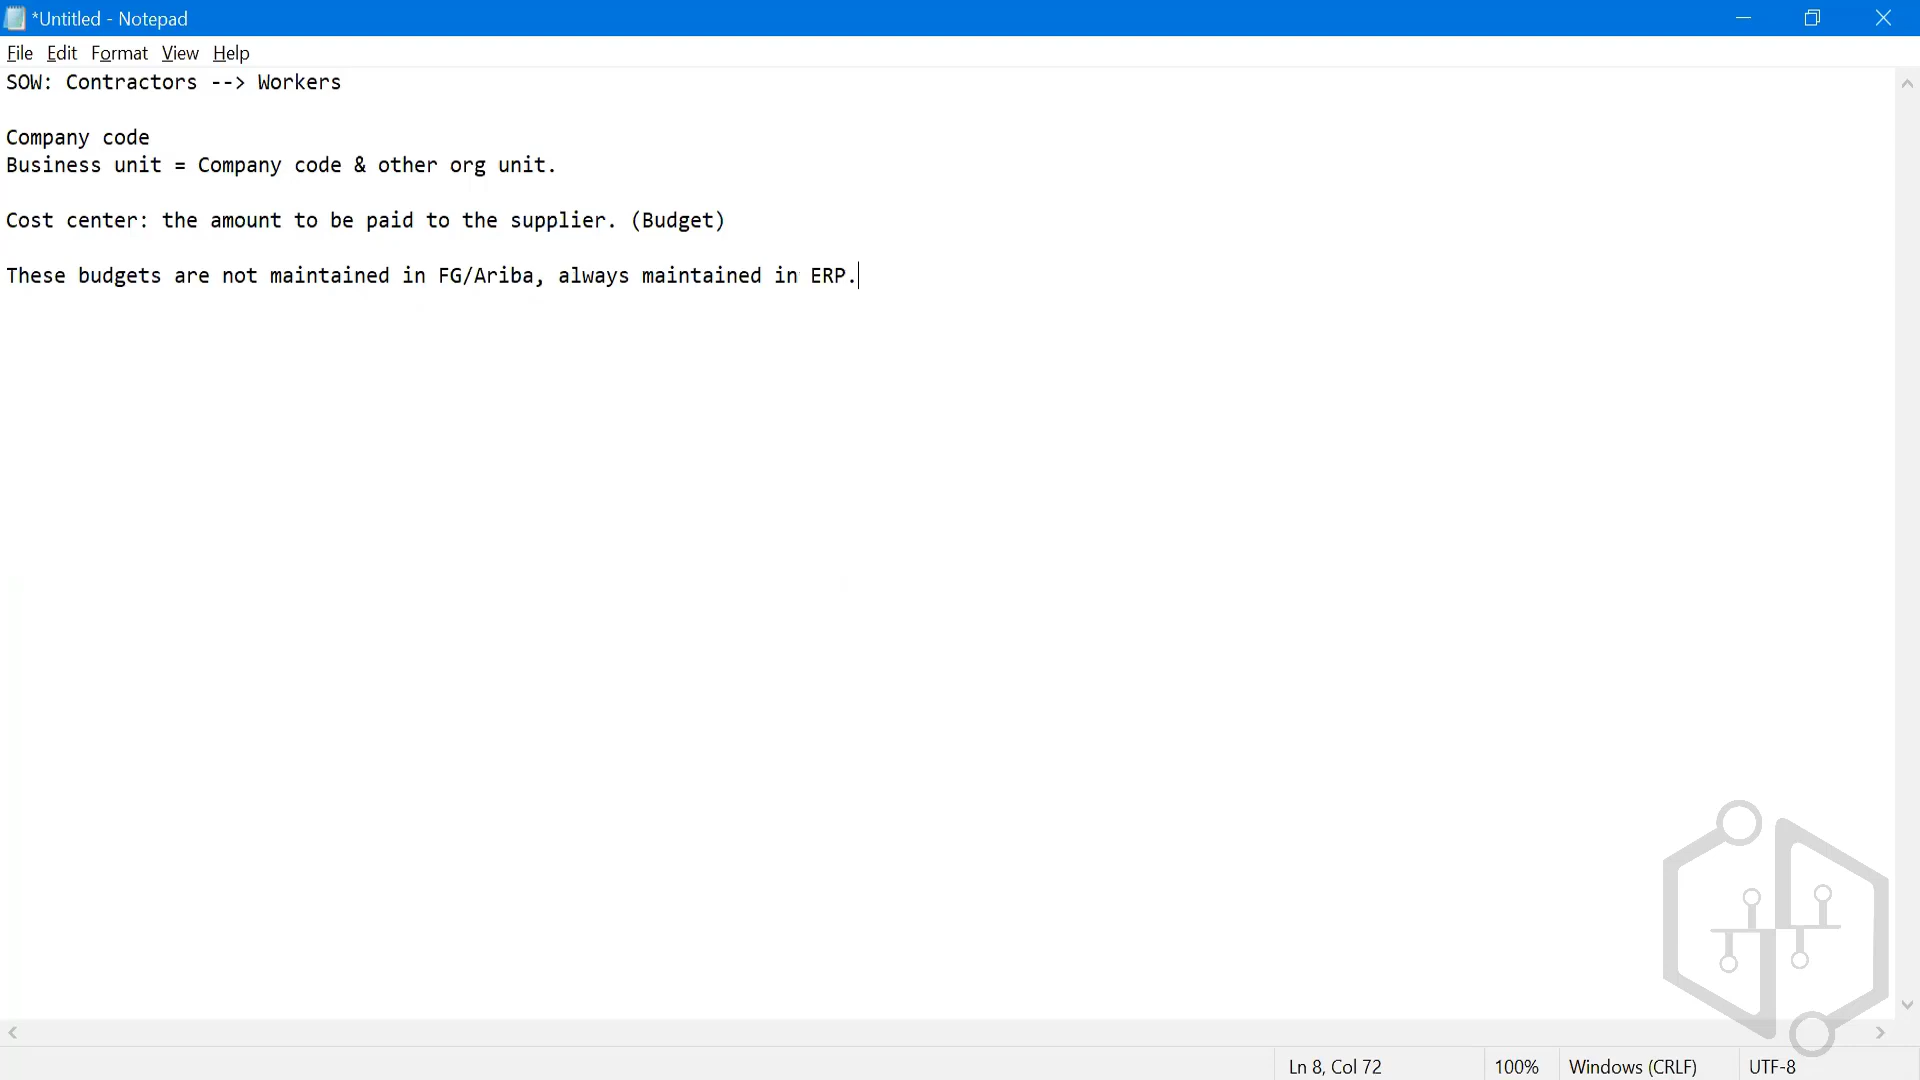 *Untitled - Notepad
File Edit Format View Help
SOW: Contractors --> Workers
Company code
Business unit = Company code & other org unit.
Cost center: the amount to be paid to the supplier. (Budget)
These budgets are not maintained in FG/Ariba, always maintained in ERP.
Ln 8, Col 72 100% Windows (CRLF) UTF-8